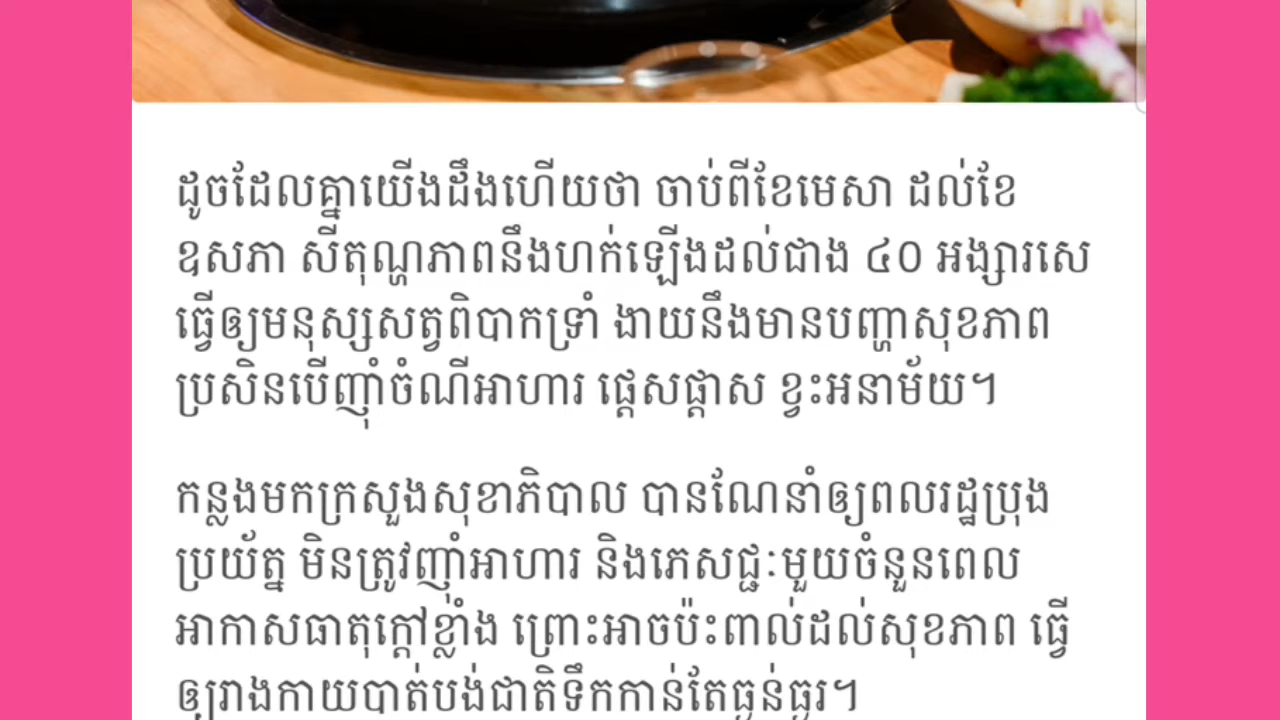 ដូចដែលគ្នាយើងដឹងហើយថា ចាប់ពីខែមេសា ដល់ខែ
ឧសភា សីតុណ្ហភាពនឹងហក់ឡើងដល់ជាង ៤០ អង្សារសេ
ធ្វើឲ្យមនុស្សសត្វពិបាកទ្រាំ ងាយនឹងមានបញ្ហាសុខភាព
ប្រសិនបើញ៉ាំចំណីអាហារ ផ្ដេសផ្ដាស ខ្វះអនាម័យ។
កន្លងមកក្រសួងសុខាភិបាល បានណែនាំឲ្យពលរដ្ឋប្រុង
ប្រយ័ត្ន មិនត្រូវញ៉ាំអាហារ និងភេសជ្ជៈមួយចំនួនពេល
អាកាសធាតុក្ដៅខ្លាំង ព្រោះអាចប៉ះពាល់ដល់សុខភាព ធ្វើ
ឲ្យរាងកាយបាត់បង់ជាតិទឹកកាន់តែធ្ងន់ធ្ងរ។